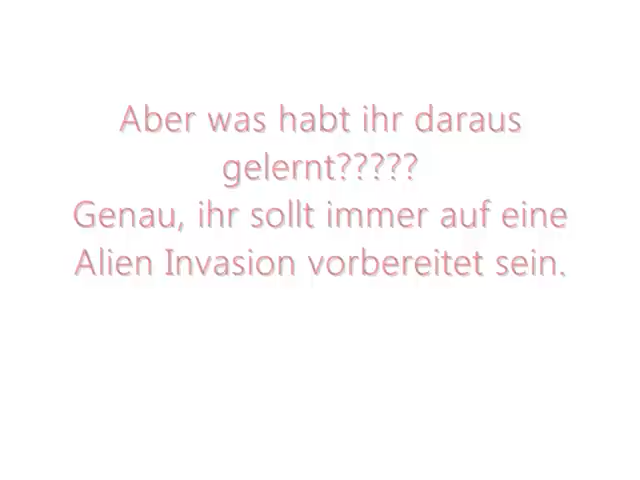 Aber was habt ihr daraus
gelernt?????
Genau, ihr sollt immer auf eine
Alien Invasion vorbereitet sein.